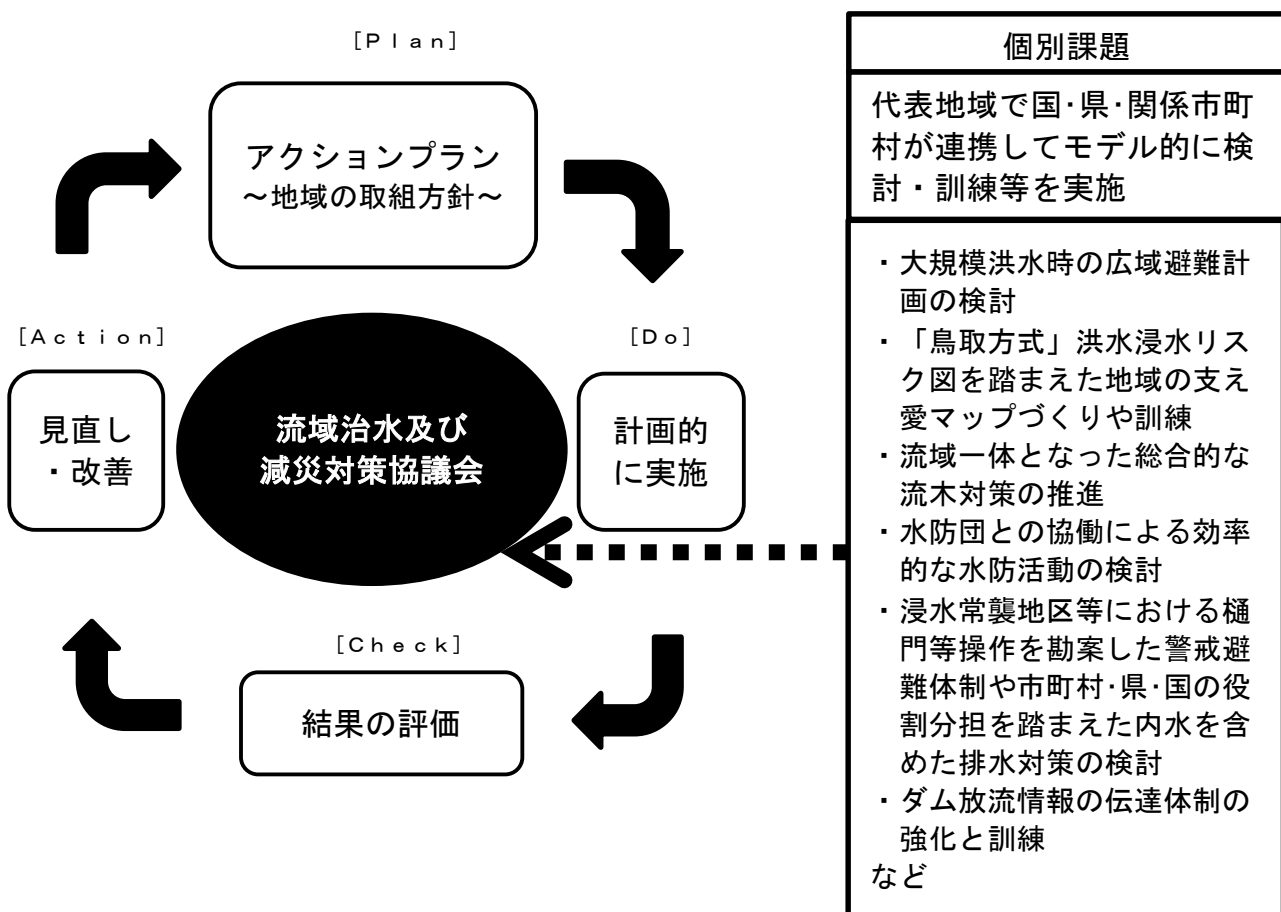 [Plan]
アクションプラン
～地域の取組方針～
[Do]
計画的
に実施
[Check]
結果の評価
[Action]
見直し
・改善
流域治水及び
減災対策協議会
個別課題
代表地域で国･県･関係市町
村が連携してモデル的に検
討・訓練等を実施
・大規模洪水時の広域避難計
画の検討
・「鳥取方式」洪水浸水リス
ク図を踏まえた地域の支え
愛マップづくりや訓練
・流域一体となった総合的な
流木対策の推進
・水防団との協働による効率
的な水防活動の検討
・浸水常襲地区等における樋
門等操作を勘案した警戒避
難体制や市町村･県･国の役
割分担を踏まえた内水を含
めた排水対策の検討
・ダム放流情報の伝達体制の
強化と訓練
など